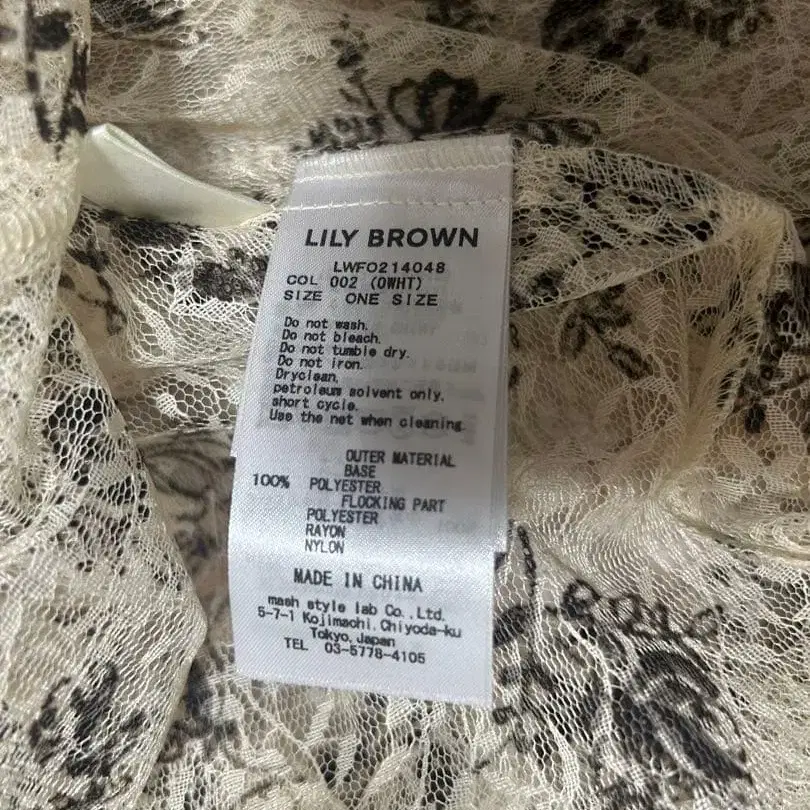 LILY BROWN
LWFO214048
COL 002 (OWHT)
SIZE ONE SIZE
Do not wash.
Do not bleach.
Do not tumble dry.
Do not iron.
Dryclean,
petroleum solvent only,
short cycle.
Use the net when cleaning.
OUTER MATERIAL
BASE
100% POLYESTER
FLOCKING PART
POLYESTER
RAYON
NYLON
MADE IN CHINA
mash style lab Co.,Ltd.
5-7-1 Kojimachi,Chiyoda-ku
Tokyo,Japan
TEL 03-5778-4105